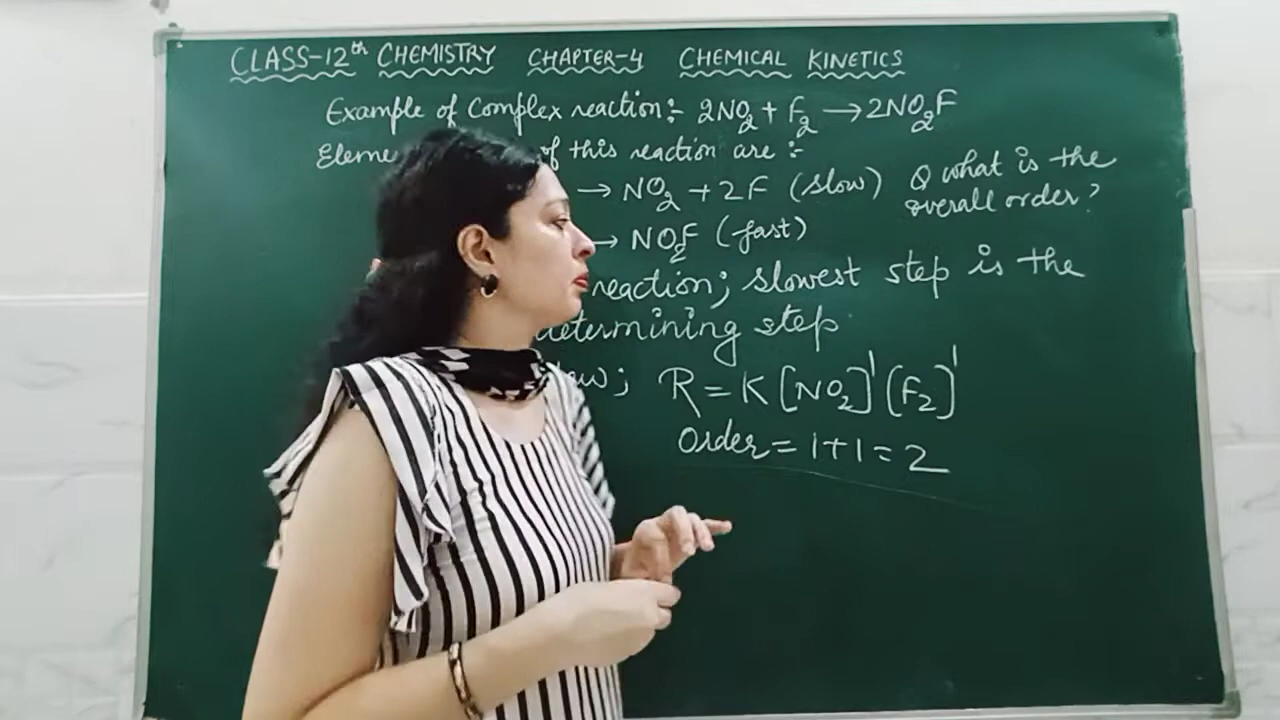 CLASS-12th CHEMISTRY CHAPTER-4 CHEMICAL KINETICS
Example of Complex reaction:- 2NO2 + F2 → 2NO2F
of this reaction are :-
→ NO2 + 2F (slow) Q what is the
overall order?
→ NO2F (fast)
reaction; slowest step is the
determining step
R = K [NO2]1 [F2]1
Order = 1+1 = 2